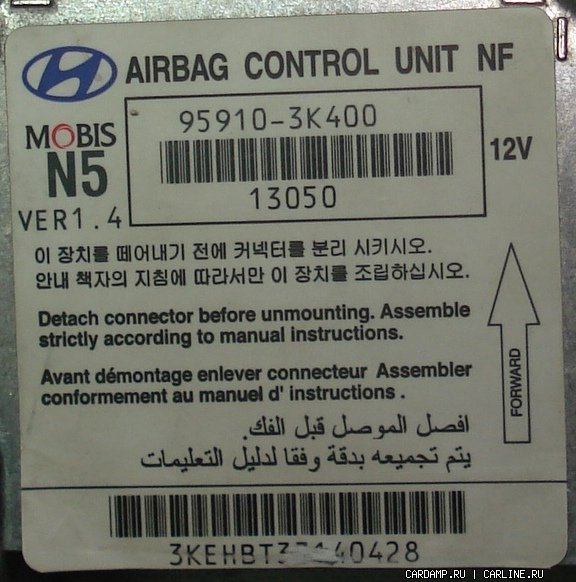 AIRBAG CONTROL UNIT NF
95910-3K400
MOBIS
N5
12V
13050
VER1.4
이 장치를 떼어내기 전에 커넥터를 분리 시키시오.
안내 책자의 지침에 따라서만 이 장치를 조립하십시오.
Detach connector before unmounting. Assemble
strictly according to manual instructions.
FORWARD
Avant démontage enlever connecteur Assembler
conformement au manuel d' instructions .
افصل الموصل قبل الفك.
يتم تجميعه بدقة وفقا لدليل التعليمات
CARDAMP.RU | CARLINE.RU